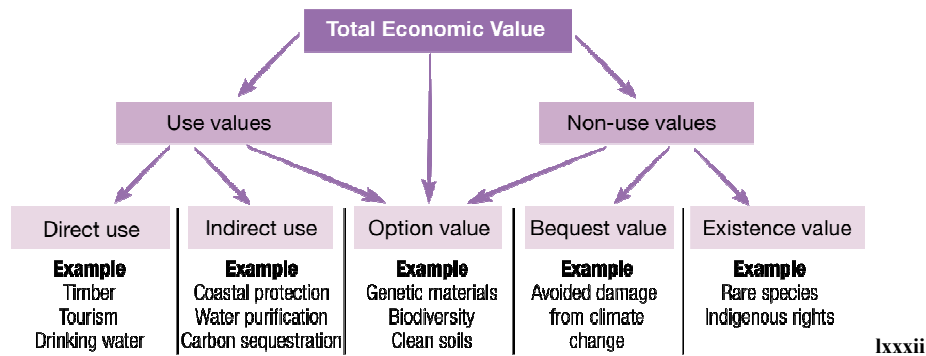 Total Economic Value
Use values
Non-use values
Direct use
Indirect use
Option value
Bequest value
Existence value
Example
Timber
Tourism
Drinking water
Example
Coastal protection
Water purification
Carbon sequestration
Example
Genetic materials
Biodiversity
Clean soils
Example
Avoided damage
from climate
change
Example
Rare species
Indigenous rights
lxxxii